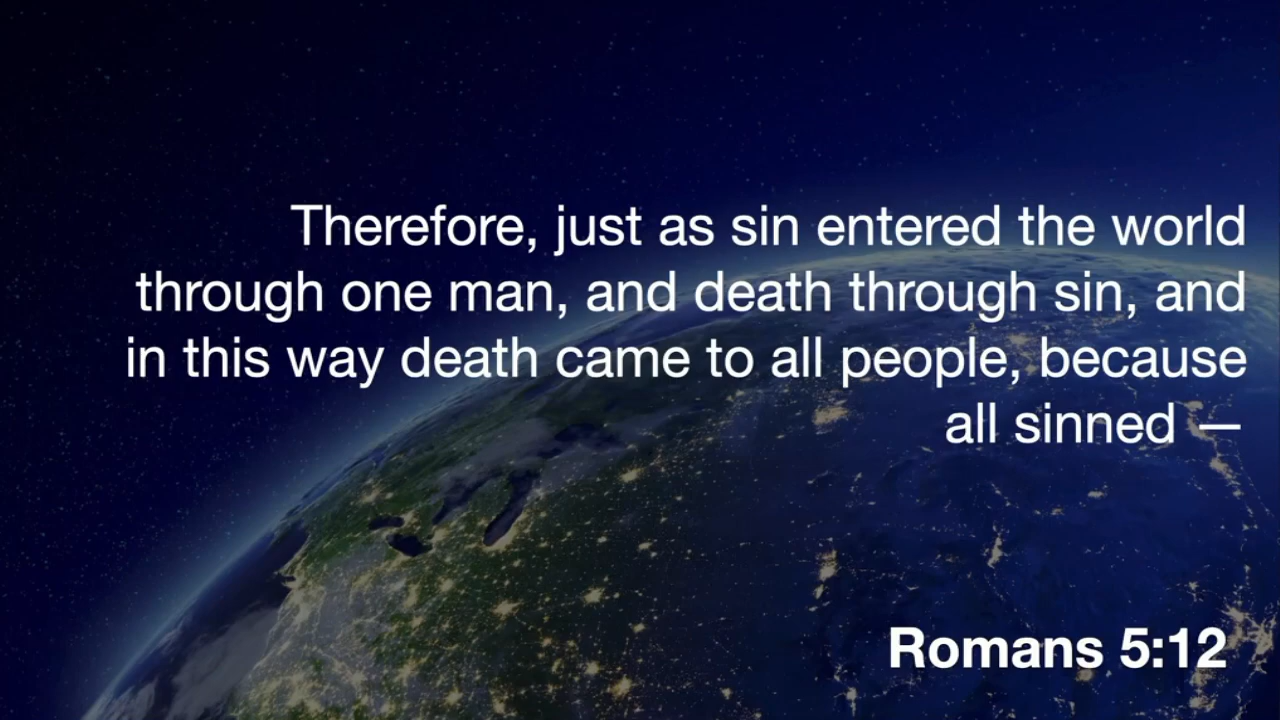 Therefore, just as sin entered the world
through one man, and death through sin, and
in this way death came to all people, because
all sinned —
Romans 5:12